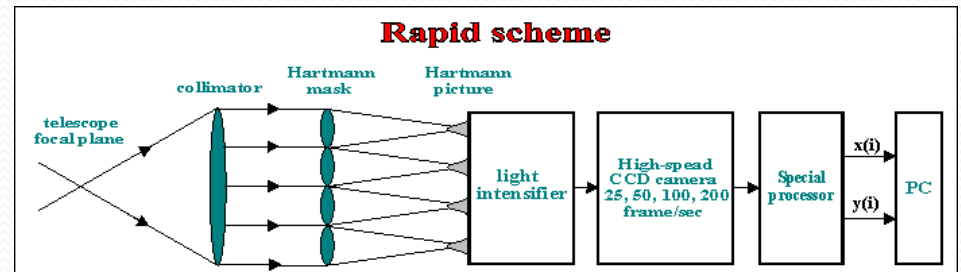 Rapid scheme
telescope
focal plane
collimator
Hartmann
mask
Hartmann
picture
light
intensifier
High-spead
CCD camera
25, 50, 100, 200
frame/sec
Special
processor
x(i)
y(i)
PC